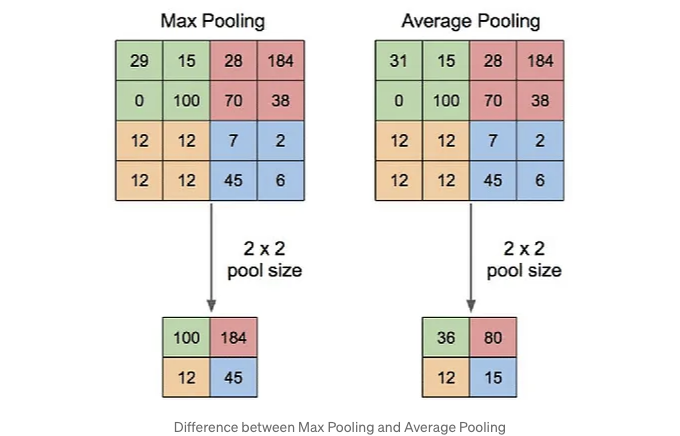 Max Pooling
Average Pooling
29 15 28 184
31 15 28 184
0 100 70 38
0 100 70 38
12 12 7 2
12 12 7 2
12 12 45 6
12 12 45 6
2 x 2
pool size
2 x 2
pool size
100 184
36 80
12 45
12 15
Difference between Max Pooling and Average Pooling